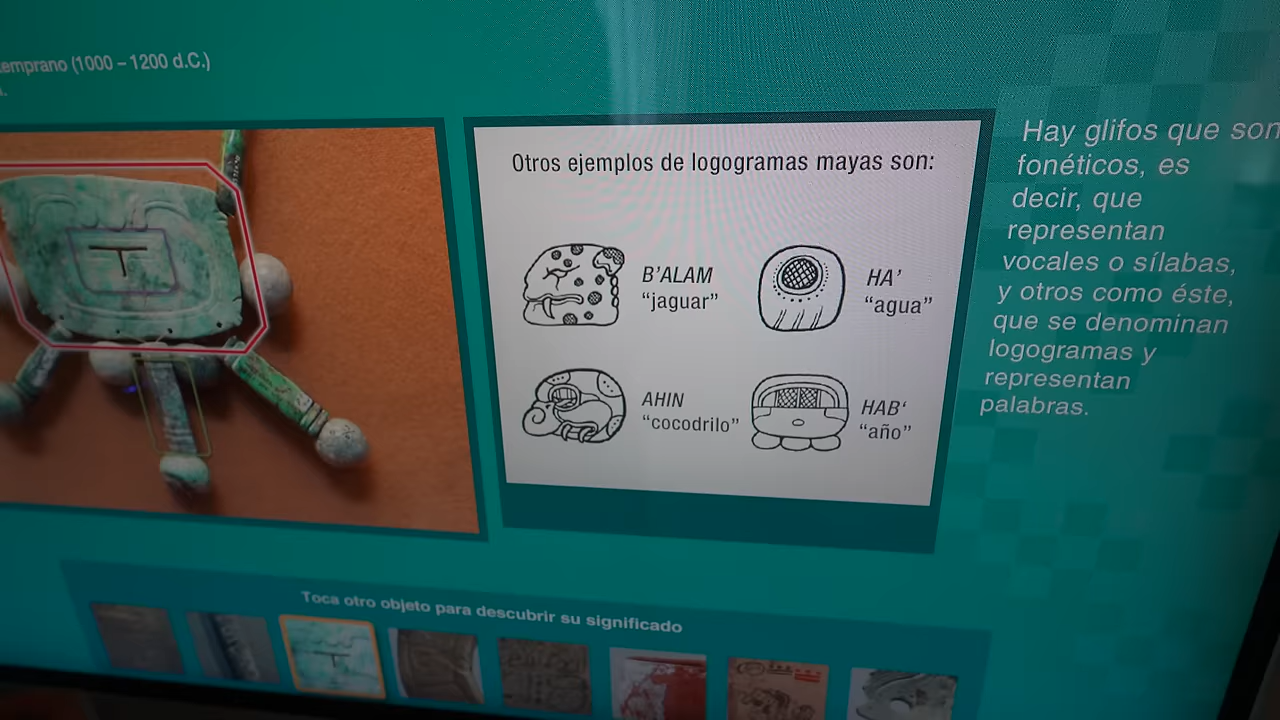 emprano (1000 – 1200 d.C.)
Otros ejemplos de logogramas mayas son:
B'ALAM
"jaguar"
HA'
"agua"
AHIN
"cocodrilo"
HAB'
"año"
Hay glifos que son
fonéticos, es
decir, que
representan
vocales o sílabas,
y otros como éste,
que se denominan
logogramas y
representan
palabras.
Toca otro objeto para descubrir su significado